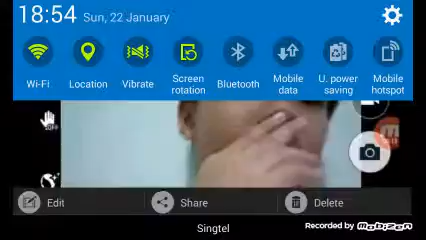 18:54 Sun, 22 January
Wi-Fi
Location
Vibrate
Screen rotation
Bluetooth
Mobile data
U. power saving
Mobile hotspot
Edit
Share
Delete
Singtel
Recorded by Mobizen